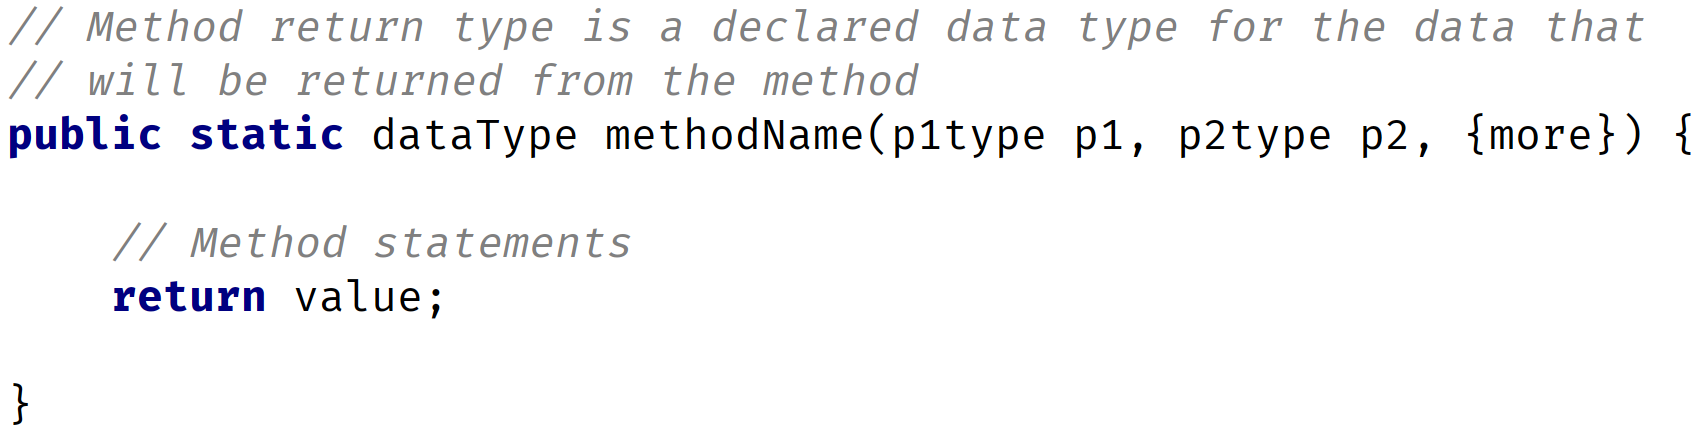 // Method return type is a declared data type for the data that
// will be returned from the method
public static dataType methodName(p1type p1, p2type p2, {more}) {
    // Method statements
    return value;
}